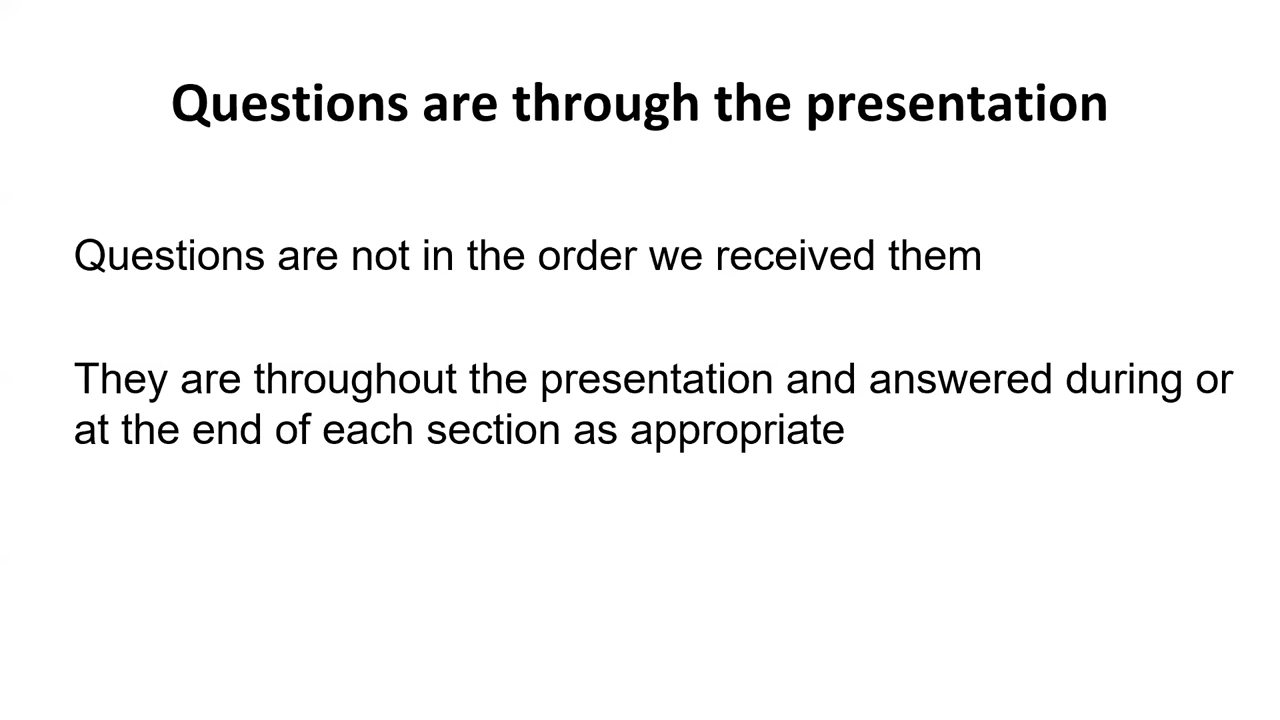 Questions are through the presentation
Questions are not in the order we received them
They are throughout the presentation and answered during or
at the end of each section as appropriate